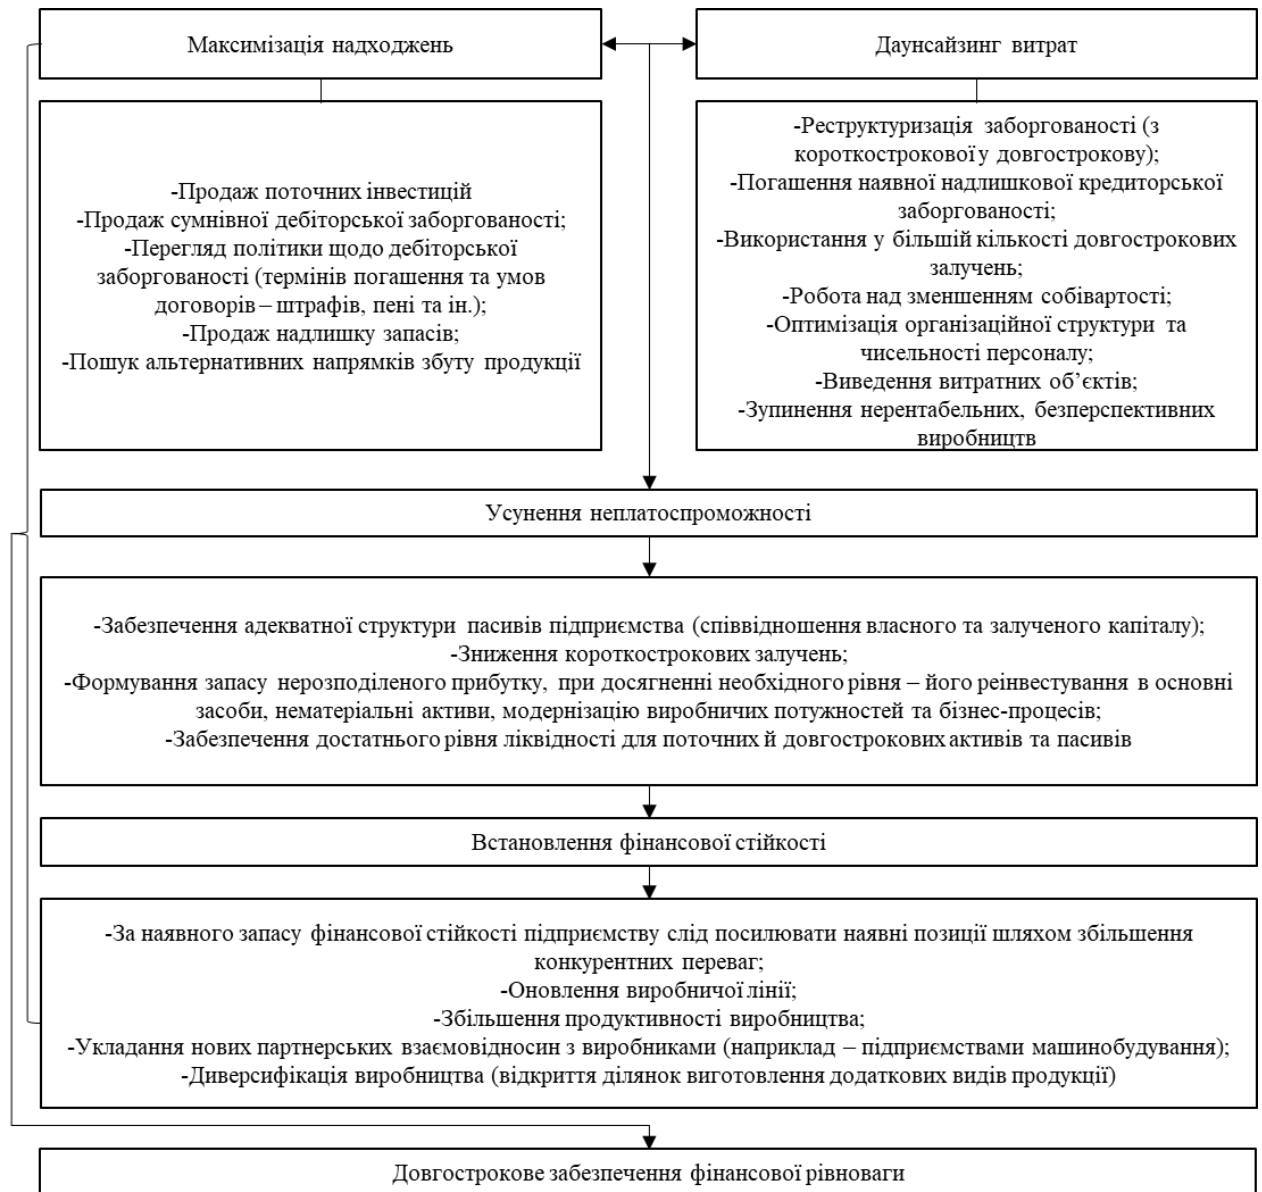 Максимізація надходжень
Даунсайзинг витрат
-Продаж поточних інвестицій
-Продаж сумнівної дебіторської заборгованості;
-Перегляд політики щодо дебіторської
заборгованості (термінів погашення та умов
договорів – штрафів, пені та ін.);
-Продаж надлишку запасів;
-Пошук альтернативних напрямків збуту продукції
-Реструктуризація заборгованості (з
короткострокової у довгострокову);
-Погашення наявної надлишкової кредиторської
заборгованості;
-Використання у більшій кількості довгострокових
залучень;
-Робота над зменшенням собівартості;
-Оптимізація організаційної структури та
чисельності персоналу;
-Виведення витратних об’єктів;
-Зупинення нерентабельних, безперспективних
виробництв
Усунення неплатоспроможності
-Забезпечення адекватної структури пасивів підприємства (співвідношення власного та залученого капіталу);
-Зниження короткострокових залучень;
-Формування запасу нерозподіленого прибутку, при досягненні необхідного рівня – його реінвестування в основні
засоби, нематеріальні активи, модернізацію виробничих потужностей та бізнес-процесів;
-Забезпечення достатнього рівня ліквідності для поточних й довгострокових активів та пасивів
Встановлення фінансової стійкості
-За наявного запасу фінансової стійкості підприємству слід посилювати наявні позиції шляхом збільшення
конкурентних переваг;
-Оновлення виробничої лінії;
-Збільшення продуктивності виробництва;
-Укладання нових партнерських взаємовідносин з виробниками (наприклад – підприємствами машинобудування);
-Диверсифікація виробництва (відкриття ділянок виготовлення додаткових видів продукції)
Довгострокове забезпечення фінансової рівноваги